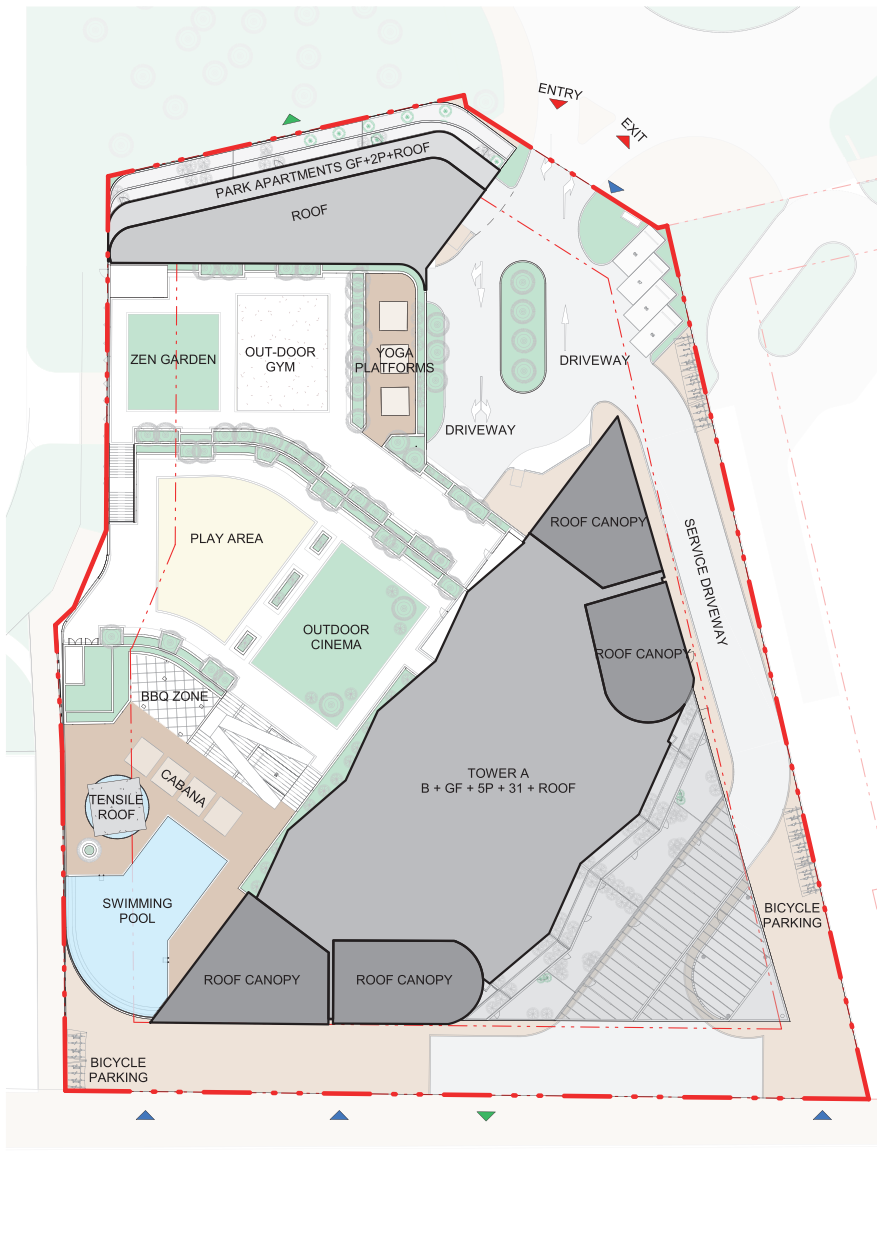 ENTRY
EXIT
PARK APARTMENTS GF+2P+ROOF
ROOF
ZEN GARDEN
OUT-DOOR
GYM
YOGA
PLATFORMS
DRIVEWAY
DRIVEWAY
ROOF CANOPY
SERVICE DRIVEWAY
PLAY AREA
OUTDOOR
CINEMA
ROOF CANOPY
BBQ ZONE
TOWER A
B + GF + 5P + 31 + ROOF
CABANA
TENSILE
ROOF
SWIMMING
POOL
BICYCLE
PARKING
ROOF CANOPY
ROOF CANOPY
BICYCLE
PARKING